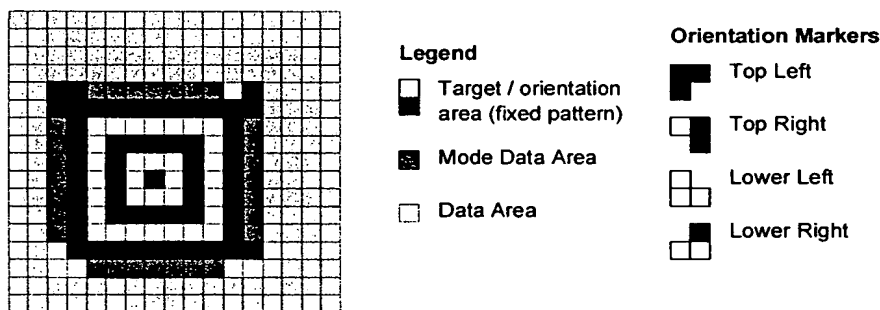 Legend
Target / orientation
area (fixed pattern)
Mode Data Area
Data Area
Orientation Markers
Top Left
Top Right
Lower Left
Lower Right